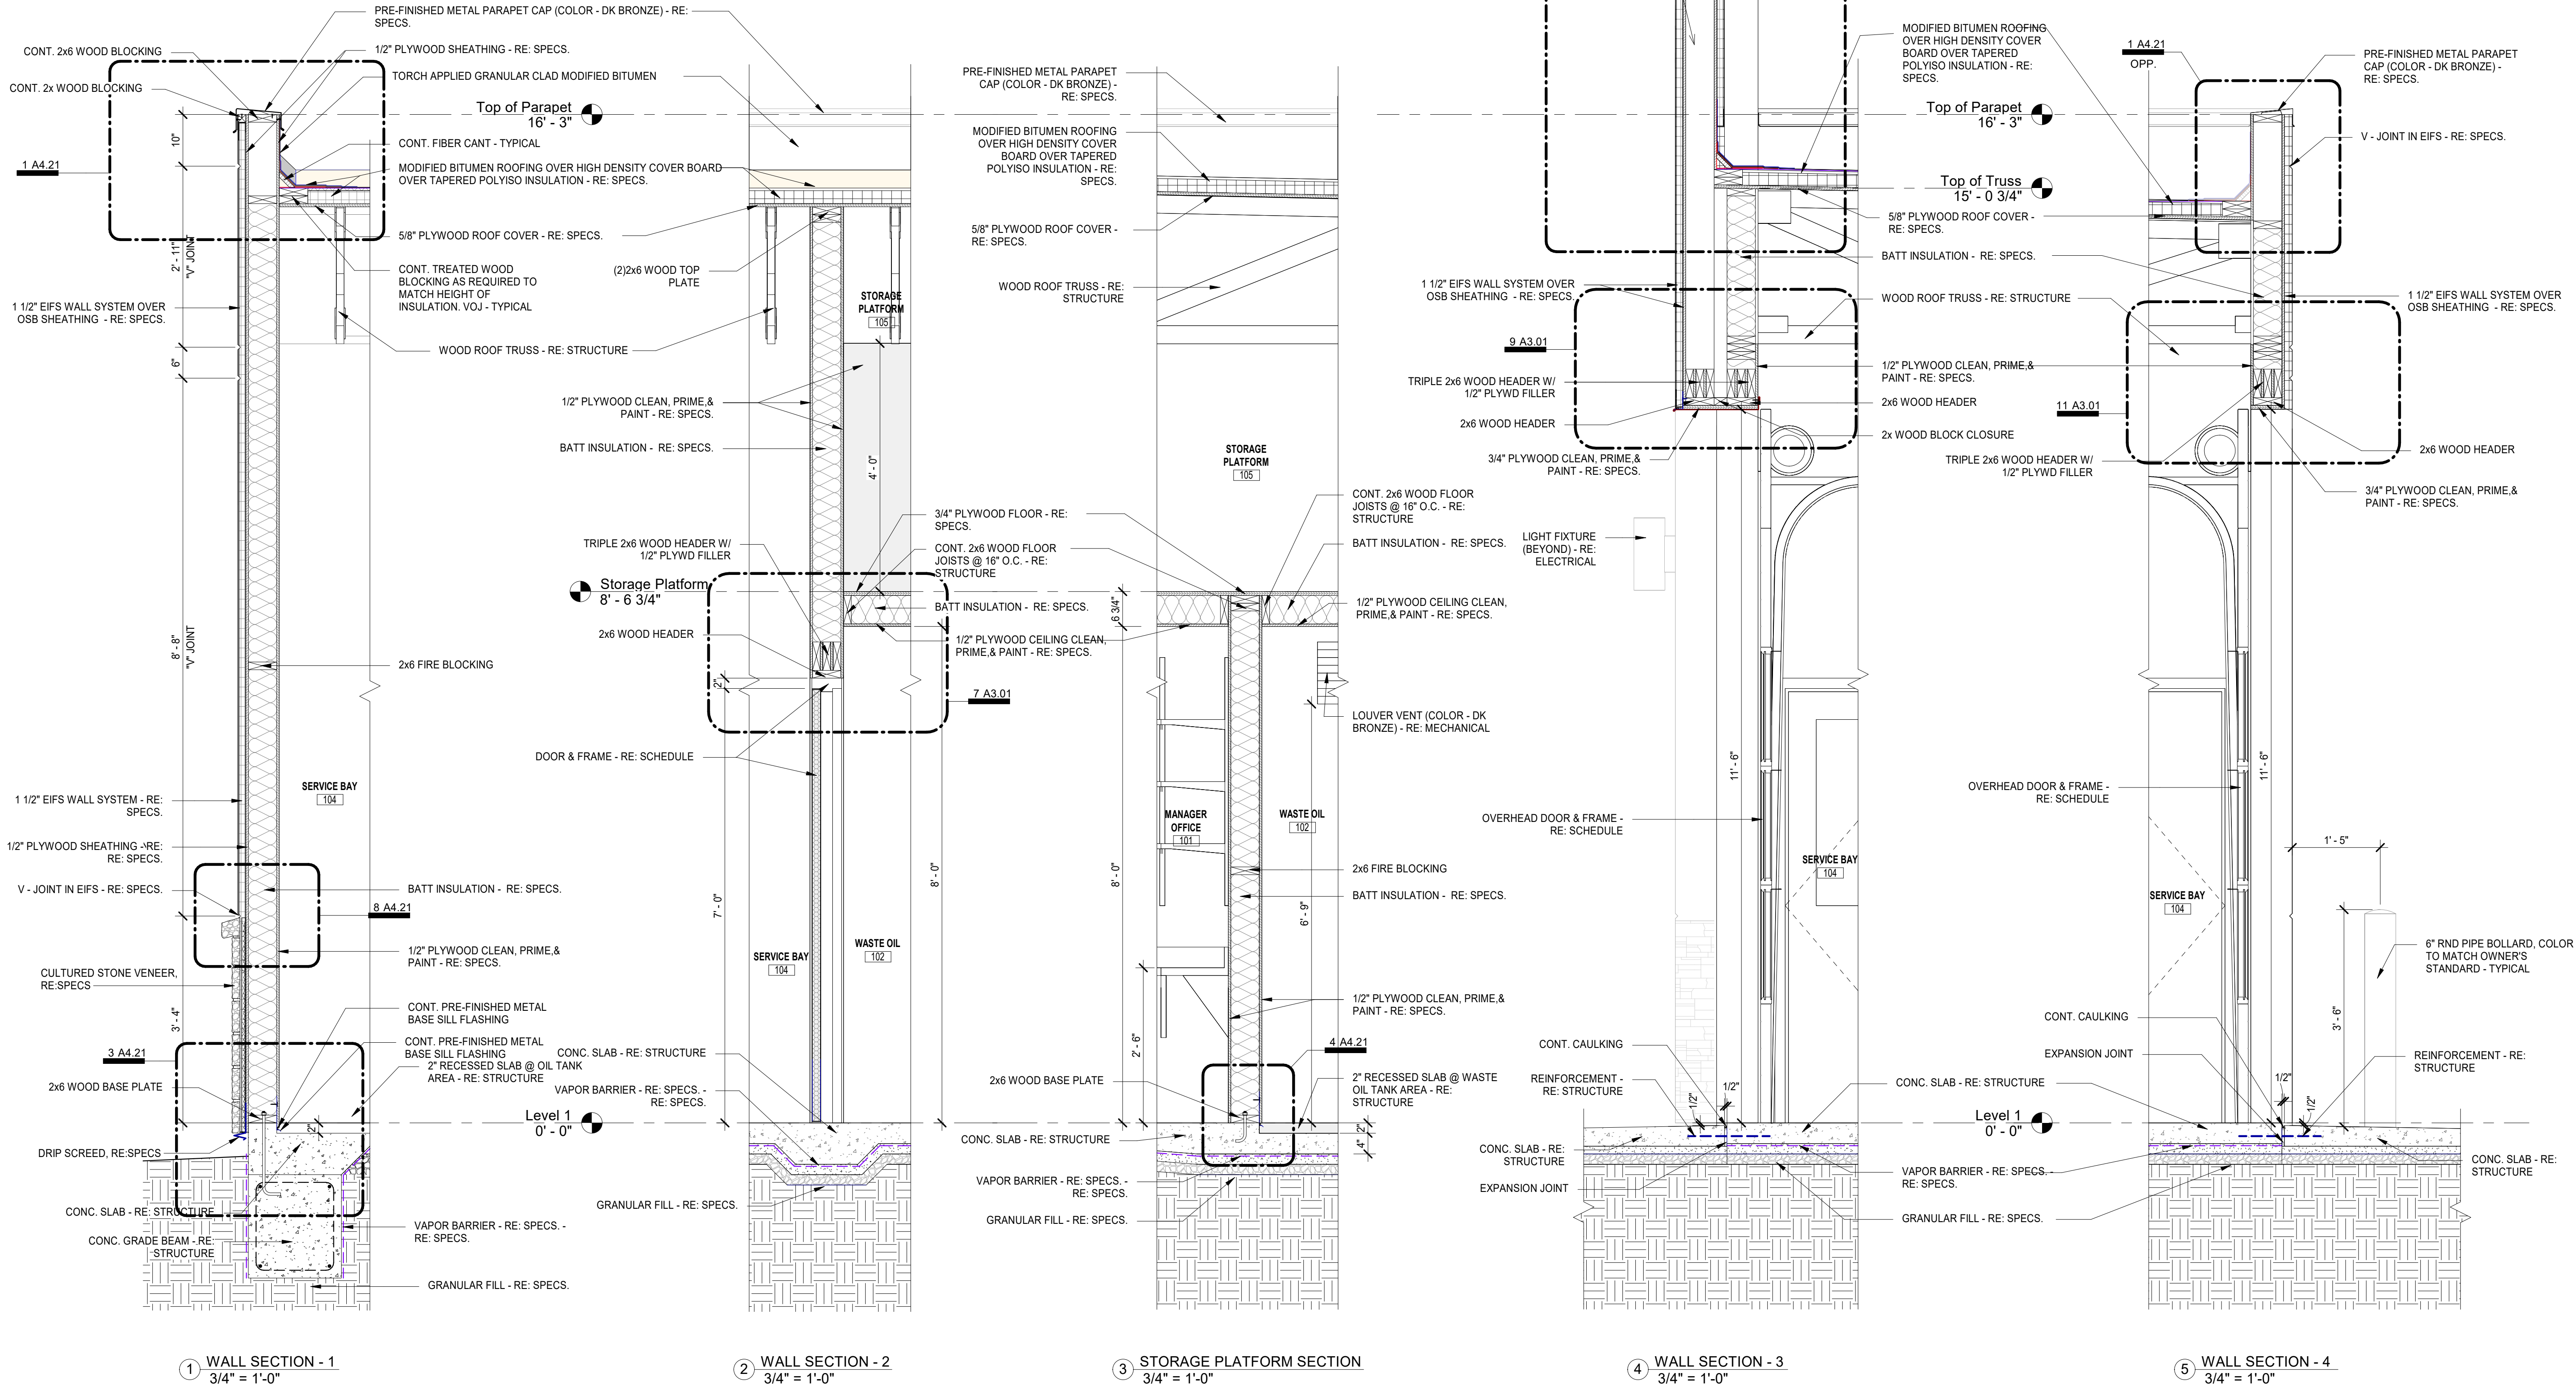 PRE-FINISHED METAL PARAPET CAP (COLOR - DK BRONZE) - RE:
SPECS.
CONT. 2x6 WOOD BLOCKING
1/2" PLYWOOD SHEATHING - RE: SPECS.
TORCH APPLIED GRANULAR CLAD MODIFIED BITUMEN
CONT. 2x WOOD BLOCKING
Top of Parapet
16' - 3"
10"
CONT. FIBER CANT - TYPICAL
1 A4.21
MODIFIED BITUMEN ROOFING OVER HIGH DENSITY COVER BOARD
OVER TAPERED POLYISO INSULATION - RE: SPECS.
5/8" PLYWOOD ROOF COVER - RE: SPECS.
2' - 11"
"V" JOINT
CONT. TREATED WOOD
BLOCKING AS REQUIRED TO
MATCH HEIGHT OF
INSULATION. VOJ - TYPICAL
1 1/2" EIFS WALL SYSTEM OVER
OSB SHEATHING - RE: SPECS.
WOOD ROOF TRUSS - RE: STRUCTURE
6"
8' - 8"
"V" JOINT
2x6 FIRE BLOCKING
SERVICE BAY
104
1 1/2" EIFS WALL SYSTEM - RE:
SPECS.
1/2" PLYWOOD SHEATHING - RE:
RE: SPECS.
V - JOINT IN EIFS - RE: SPECS.
BATT INSULATION - RE: SPECS.
8 A4.21
1/2" PLYWOOD CLEAN, PRIME,&
PAINT - RE: SPECS.
CULTURED STONE VENEER,
RE:SPECS
3' - 4"
CONT. PRE-FINISHED METAL
BASE SILL FLASHING
CONT. PRE-FINISHED METAL
BASE SILL FLASHING
3 A4.21
2" RECESSED SLAB @ OIL TANK
AREA - RE: STRUCTURE
2x6 WOOD BASE PLATE
2"
DRIP SCREED, RE:SPECS
CONC. SLAB - RE: STRUCTURE
VAPOR BARRIER - RE: SPECS. -
RE: SPECS.
CONC. GRADE BEAM - RE:
STRUCTURE
GRANULAR FILL - RE: SPECS.
1 WALL SECTION - 1
3/4" = 1'-0"
(2)2x6 WOOD TOP
PLATE
STORAGE
PLATFORM
105
1/2" PLYWOOD CLEAN, PRIME,&
PAINT - RE: SPECS.
BATT INSULATION - RE: SPECS.
4' - 0"
3/4" PLYWOOD FLOOR - RE:
SPECS.
TRIPLE 2x6 WOOD HEADER W/
1/2" PLYWD FILLER
CONT. 2x6 WOOD FLOOR
JOISTS @ 16" O.C. - RE:
STRUCTURE
Storage Platform
8' - 6 3/4"
BATT INSULATION - RE: SPECS.
2x6 WOOD HEADER
1/2" PLYWOOD CEILING CLEAN,
PRIME,& PAINT - RE: SPECS.
2"
7 A3.01
DOOR & FRAME - RE: SCHEDULE
7' - 0"
8' - 0"
SERVICE BAY
104
WASTE OIL
102
CONC. SLAB - RE: STRUCTURE
VAPOR BARRIER - RE: SPECS. -
RE: SPECS.
Level 1
0' - 0"
GRANULAR FILL - RE: SPECS.
2 WALL SECTION - 2
3/4" = 1'-0"
PRE-FINISHED METAL PARAPET
CAP (COLOR - DK BRONZE) -
RE: SPECS.
MODIFIED BITUMEN ROOFING
OVER HIGH DENSITY COVER
BOARD OVER TAPERED
POLYISO INSULATION - RE:
SPECS.
5/8" PLYWOOD ROOF COVER -
RE: SPECS.
WOOD ROOF TRUSS - RE:
STRUCTURE
STORAGE
PLATFORM
105
CONT. 2x6 WOOD FLOOR
JOISTS @ 16" O.C. - RE:
STRUCTURE
BATT INSULATION - RE: SPECS.
6 3/4"
1/2" PLYWOOD CEILING CLEAN,
PRIME,& PAINT - RE: SPECS.
LOUVER VENT (COLOR - DK
BRONZE) - RE: MECHANICAL
MANAGER
OFFICE
101
WASTE OIL
102
8' - 0"
2x6 FIRE BLOCKING
BATT INSULATION - RE: SPECS.
6' - 9"
1/2" PLYWOOD CLEAN, PRIME,&
PAINT - RE: SPECS.
2' - 6"
4 A4.21
2x6 WOOD BASE PLATE
2" RECESSED SLAB @ WASTE
OIL TANK AREA - RE:
STRUCTURE
2"
4"
CONC. SLAB - RE: STRUCTURE
VAPOR BARRIER - RE: SPECS. -
RE: SPECS.
GRANULAR FILL - RE: SPECS.
3 STORAGE PLATFORM SECTION
3/4" = 1'-0"
MODIFIED BITUMEN ROOFING
OVER HIGH DENSITY COVER
BOARD OVER TAPERED
POLYISO INSULATION - RE:
SPECS.
Top of Parapet
16' - 3"
Top of Truss
15' - 0 3/4"
5/8" PLYWOOD ROOF COVER -
RE: SPECS.
BATT INSULATION - RE: SPECS.
1 1/2" EIFS WALL SYSTEM OVER
OSB SHEATHING - RE: SPECS.
WOOD ROOF TRUSS - RE: STRUCTURE
9 A3.01
1/2" PLYWOOD CLEAN, PRIME,&
PAINT - RE: SPECS.
TRIPLE 2x6 WOOD HEADER W/
1/2" PLYWD FILLER
2x6 WOOD HEADER
2x6 WOOD HEADER
2x WOOD BLOCK CLOSURE
3/4" PLYWOOD CLEAN, PRIME,&
PAINT - RE: SPECS.
LIGHT FIXTURE
(BEYOND) - RE:
ELECTRICAL
11' - 6"
OVERHEAD DOOR & FRAME -
RE: SCHEDULE
SERVICE BAY
104
CONT. CAULKING
REINFORCEMENT -
RE: STRUCTURE
1/2"
1/2"
CONC. SLAB - RE: STRUCTURE
CONC. SLAB - RE:
STRUCTURE
VAPOR BARRIER - RE: SPECS. -
RE: SPECS.
EXPANSION JOINT
GRANULAR FILL - RE: SPECS.
4 WALL SECTION - 3
3/4" = 1'-0"
1 A4.21
OPP.
PRE-FINISHED METAL PARAPET
CAP (COLOR - DK BRONZE) -
RE: SPECS.
V - JOINT IN EIFS - RE: SPECS.
1 1/2" EIFS WALL SYSTEM OVER
OSB SHEATHING - RE: SPECS.
11 A3.01
2x6 WOOD HEADER
TRIPLE 2x6 WOOD HEADER W/
1/2" PLYWD FILLER
3/4" PLYWOOD CLEAN, PRIME,&
PAINT - RE: SPECS.
11' - 6"
OVERHEAD DOOR & FRAME -
RE: SCHEDULE
1' - 5"
SERVICE BAY
104
6" RND PIPE BOLLARD, COLOR
TO MATCH OWNER'S
STANDARD - TYPICAL
3' - 6"
CONT. CAULKING
EXPANSION JOINT
REINFORCEMENT - RE:
STRUCTURE
1/2"
1/2"
Level 1
0' - 0"
CONC. SLAB - RE:
STRUCTURE
5 WALL SECTION - 4
3/4" = 1'-0"